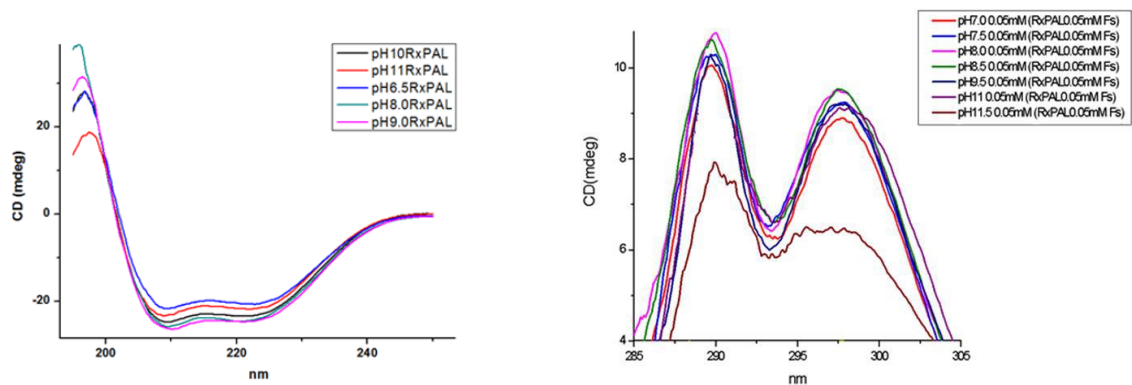 CD (mdeg)
20
0
-20
200
220
240
nm
pH10RxPAL
pH11RxPAL
pH6.5RxPAL
pH8.0RxPAL
pH9.0RxPAL
CD(mdeg)
10
8
6
4
285
290
295
300
305
nm
pH7.0 0.05mM (RxPAL0.05mM Fs)
pH7.5 0.05mM (RxPAL0.05mM Fs)
pH8.0 0.05mM (RxPAL0.05mM Fs)
pH8.5 0.05mM (RxPAL0.05mM Fs)
pH9.5 0.05mM (RxPAL0.05mM Fs)
pH11 0.05mM (RxPAL0.05mM Fs)
pH11.5 0.05mM (RxPAL0.05mM Fs)